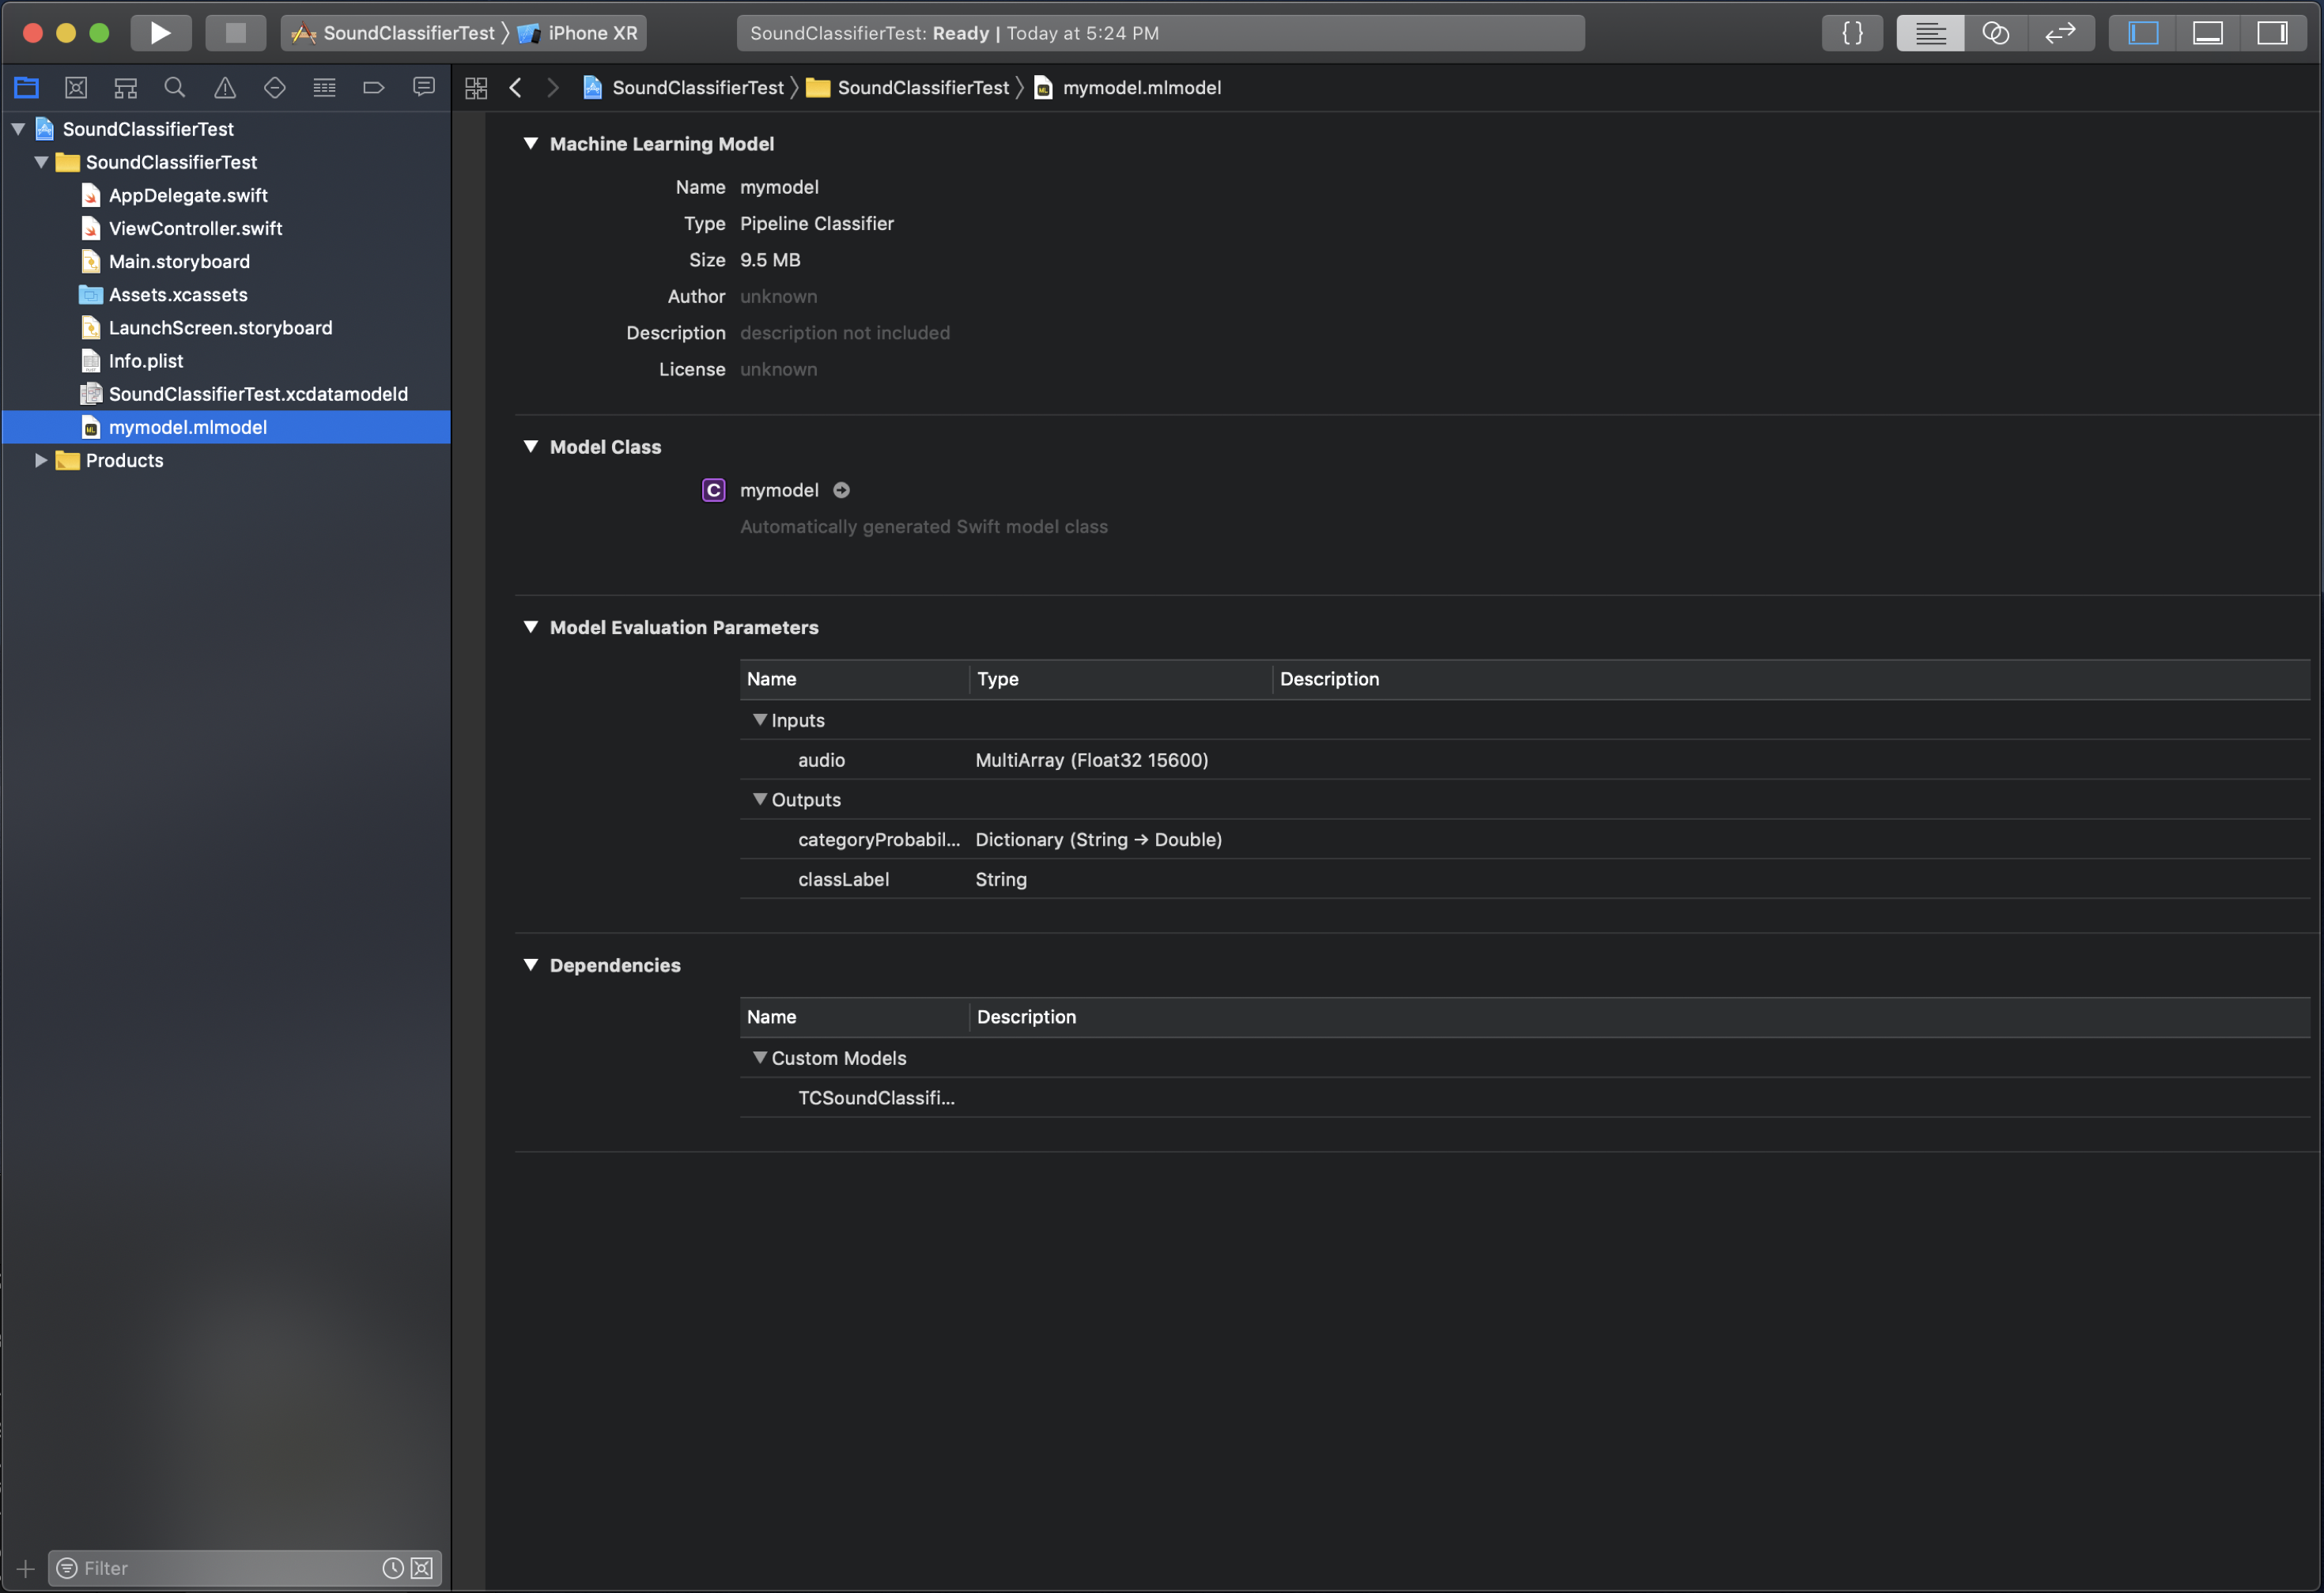 SoundClassifierTest 〉 iPhone XR
SoundClassifierTest: Ready | Today at 5:24 PM
{ }
SoundClassifierTest 〉 SoundClassifierTest 〉 mymodel.mlmodel
SoundClassifierTest
SoundClassifierTest
AppDelegate.swift
ViewController.swift
Main.storyboard
Assets.xcassets
LaunchScreen.storyboard
Info.plist
SoundClassifierTest.xcdatamodeld
mymodel.mlmodel
Products
Filter
Machine Learning Model
Name mymodel
Type Pipeline Classifier
Size 9.5 MB
Author unknown
Description description not included
License unknown
Model Class
C mymodel
Automatically generated Swift model class
Model Evaluation Parameters
Name Type Description
Inputs
audio MultiArray (Float32 15600)
Outputs
categoryProbabil... Dictionary (String → Double)
classLabel String
Dependencies
Name Description
Custom Models
TCSoundClassifi...